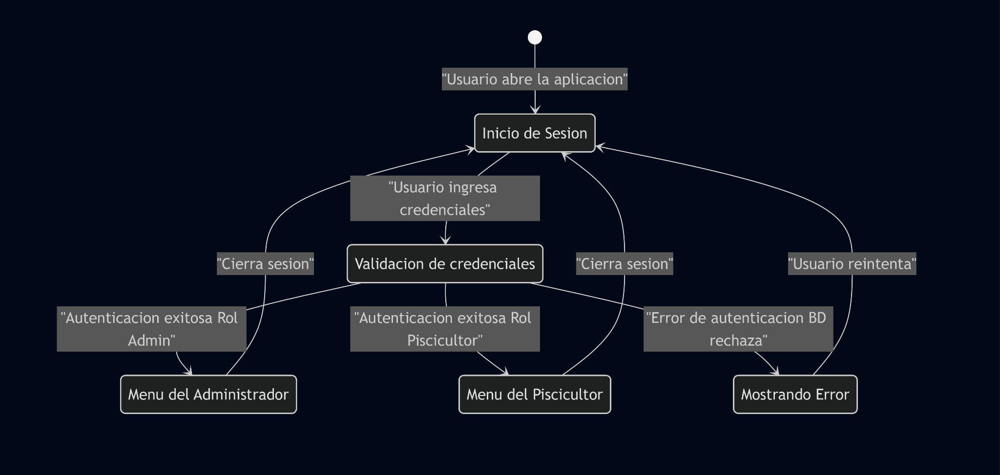 "Usuario abre la aplicacion"
Inicio de Sesion
"Usuario ingresa
credenciales"
"Cierra sesion"
Validacion de credenciales
"Cierra sesion"
"Usuario reintenta"
"Autenticacion exitosa Rol
Admin"
"Autenticacion exitosa Rol
Piscicultor"
"Error de autenticacion BD
rechaza"
Menu del Administrador
Menu del Piscicultor
Mostrando Error